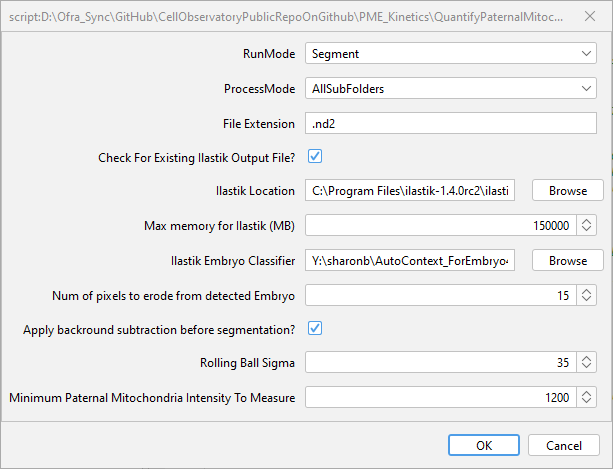 script:D:\Ofra_Sync\GitHub\CellObservatoryPublicRepoOnGithub\PME_Kinetics\QuantifyPaternalMitoc...
RunMode Segment
ProcessMode AllSubFolders
File Extension .nd2
Check For Existing Ilastik Output File?
Ilastik Location C:\Program Files\ilastik-1.4.0rc2\ilasti Browse
Max memory for Ilastik (MB) 150000
Ilastik Embryo Classifier Y:\sharonb\AutoContext_ForEmbryo4 Browse
Num of pixels to erode from detected Embryo 15
Apply backround subtraction before segmentation?
Rolling Ball Sigma 35
Minimum Paternal Mitochondria Intensity To Measure 1200
OK Cancel